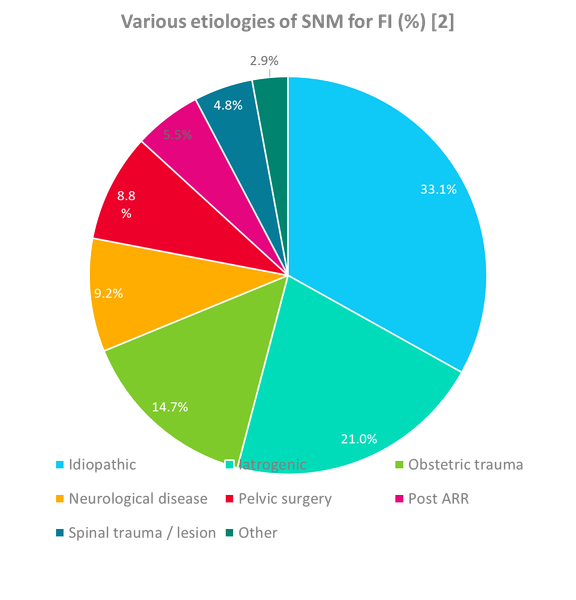 Various etiologies of SNM for FI (%) [2]
2.9%
4.8%
5.5%
33.1%
8.8
%
9.2%
14.7%
21.0%
Idiopathic Iatrogenic Obstetric trauma
Neurological disease Pelvic surgery Post ARR
Spinal trauma / lesion Other